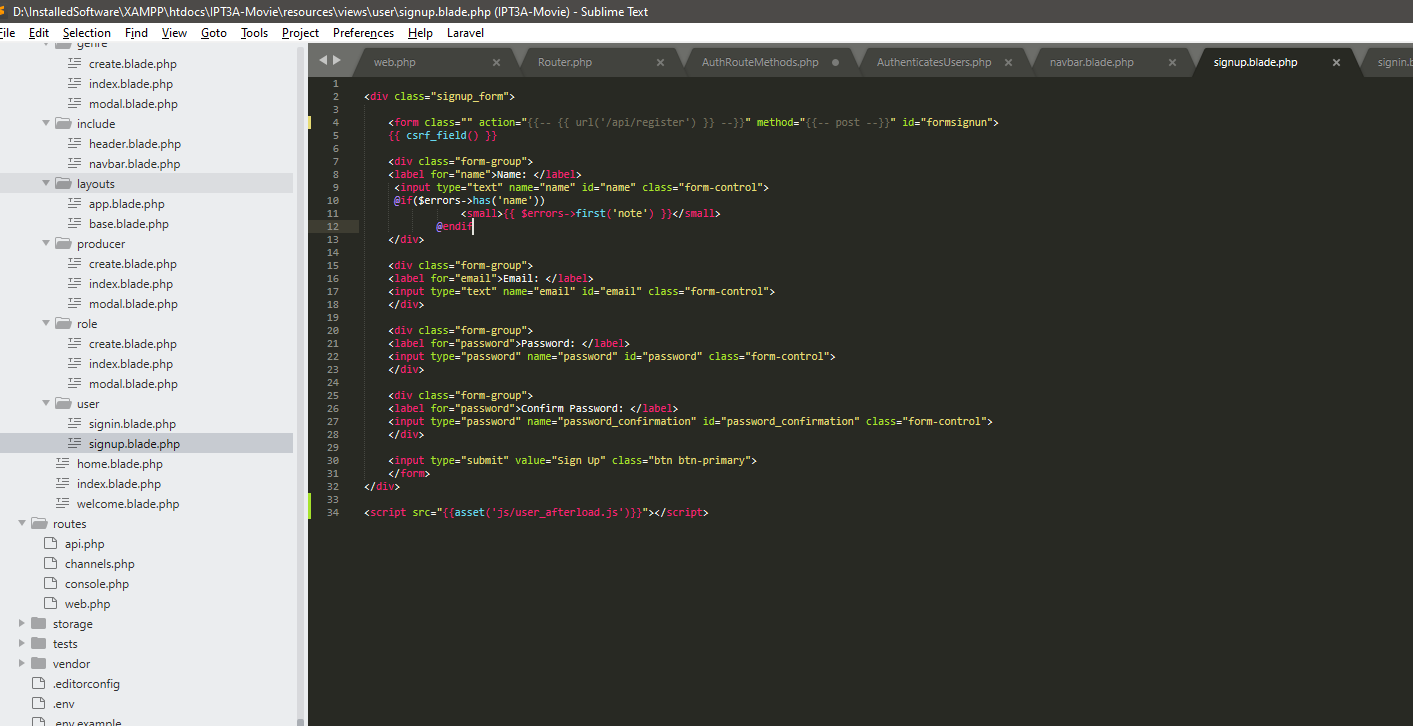 D:\InstalledSoftware\XAMPP\htdocs\IPT3A-Movie\resources\views\user\signup.blade.php (IPT3A-Movie) - Sublime Text
File Edit Selection Find View Goto Tools Project Preferences Help Laravel
genre
create.blade.php
index.blade.php
modal.blade.php
include
header.blade.php
navbar.blade.php
layouts
app.blade.php
base.blade.php
producer
create.blade.php
index.blade.php
modal.blade.php
role
create.blade.php
index.blade.php
modal.blade.php
user
signin.blade.php
signup.blade.php
home.blade.php
index.blade.php
welcome.blade.php
routes
api.php
channels.php
console.php
web.php
storage
tests
vendor
.editorconfig
.env
.env.example
web.php Router.php AuthRouteMethods.php AuthenticatesUsers.php navbar.blade.php signup.blade.php signin.b
1
2 <div class="signup_form">
3
4 <form class="" action="{{-- {{ url('/api/register') }} --}}" method="{{-- post --}}" id="formsignun">
5 {{ csrf_field() }}
6
7 <div class="form-group">
8 <label for="name">Name: </label>
9 <input type="text" name="name" id="name" class="form-control">
10 @if($errors->has('name'))
11 <small>{{ $errors->first('note') }}</small>
12 @endif
13 </div>
14
15 <div class="form-group">
16 <label for="email">Email: </label>
17 <input type="text" name="email" id="email" class="form-control">
18 </div>
19
20 <div class="form-group">
21 <label for="password">Password: </label>
22 <input type="password" name="password" id="password" class="form-control">
23 </div>
24
25 <div class="form-group">
26 <label for="password">Confirm Password: </label>
27 <input type="password" name="password_confirmation" id="password_confirmation" class="form-control">
28 </div>
29
30 <input type="submit" value="Sign Up" class="btn btn-primary">
31 </form>
32 </div>
33
34 <script src="{{asset('js/user_afterload.js')}}"></script>